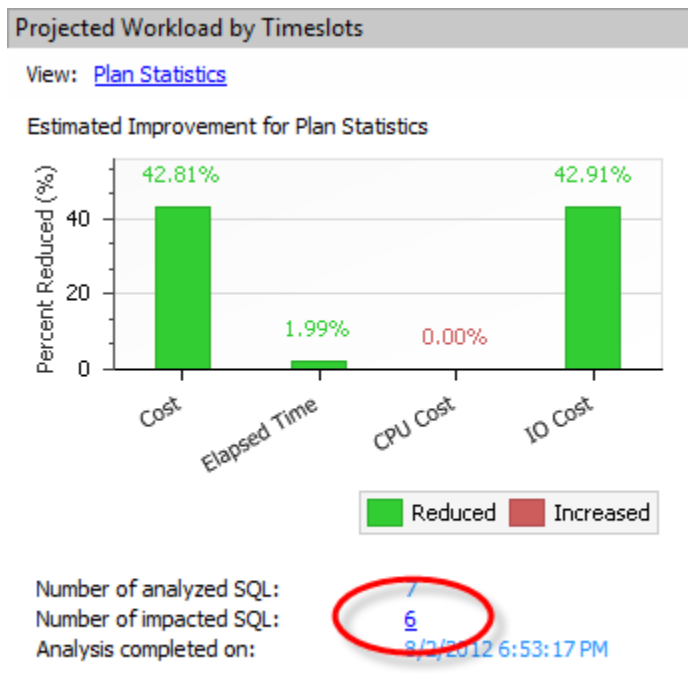 Projected Workload by Timeslots
View: Plan Statistics
Estimated Improvement for Plan Statistics
Percent Reduced (%)
42.81%
42.91%
40
20
1.99%
0.00%
0
Cost
Elapsed Time
CPU Cost
IO Cost
Reduced
Increased
Number of analyzed SQL: 7
Number of impacted SQL: 6
Analysis completed on: 8/2/2012 6:53:17 PM